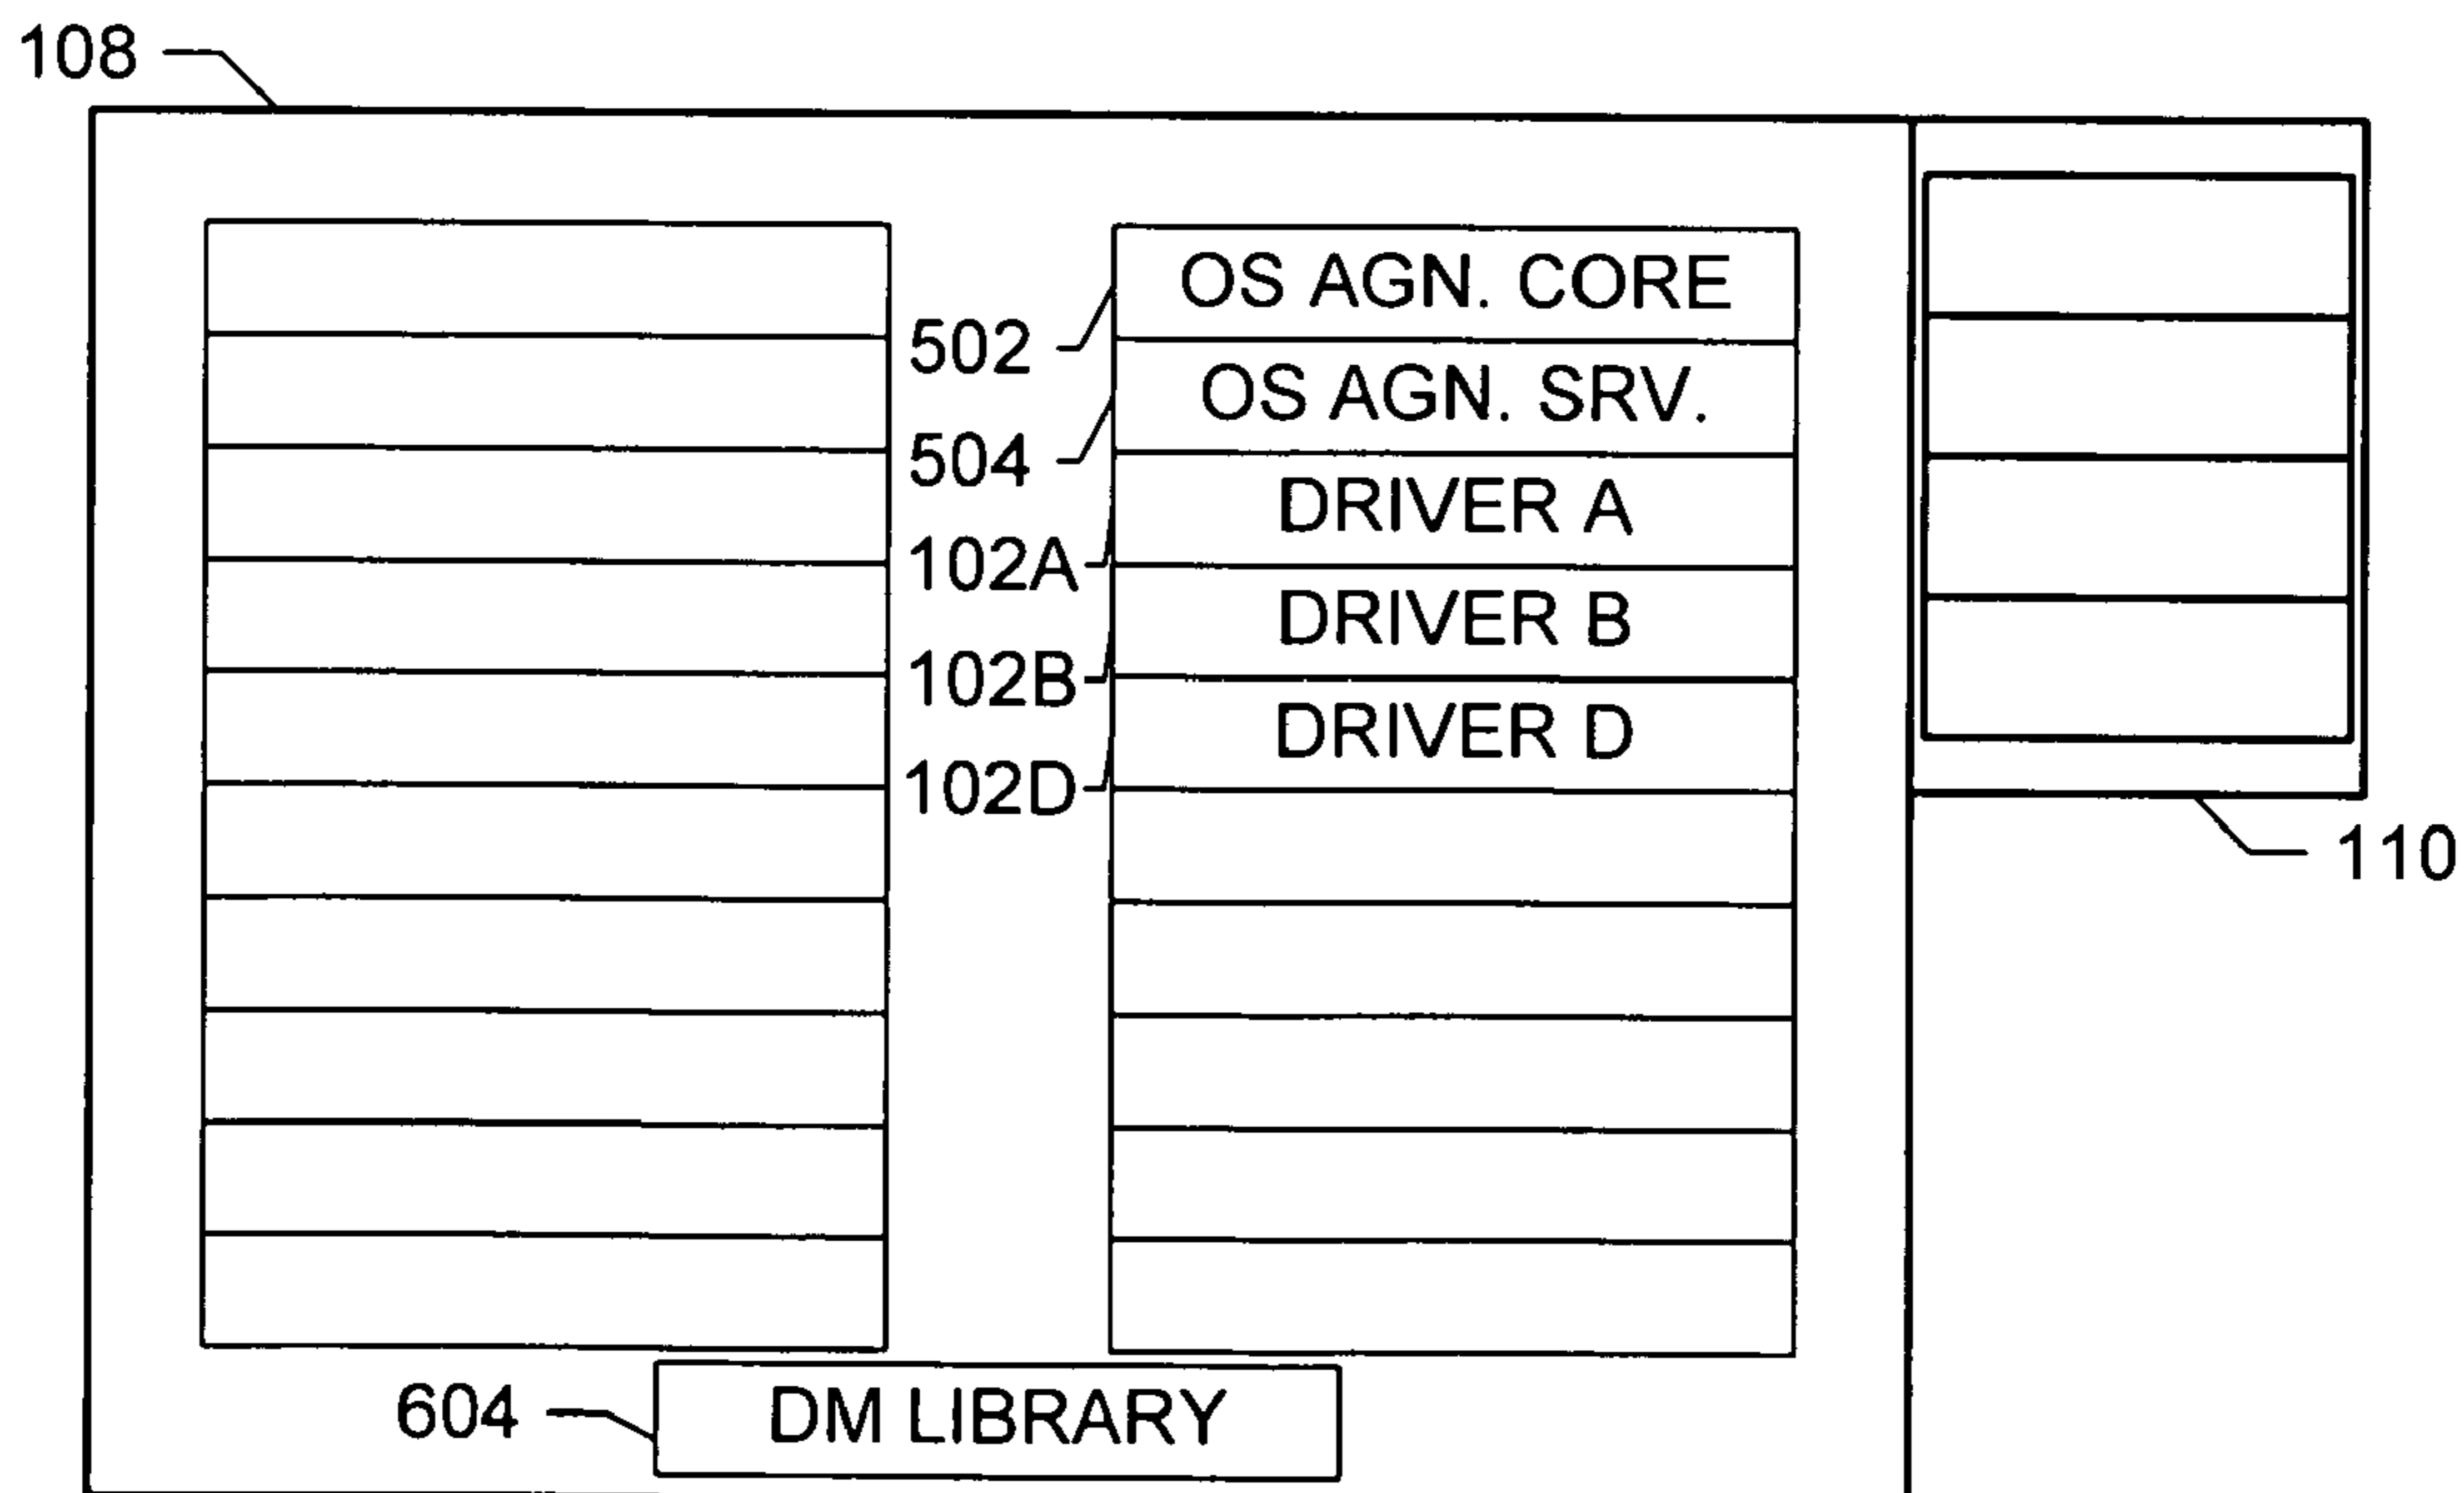 108
OS AGN. CORE
502
OS AGN. SRV.
504
DRIVER A
102A
DRIVER B
102B
DRIVER D
102D
110
604
DM LIBRARY